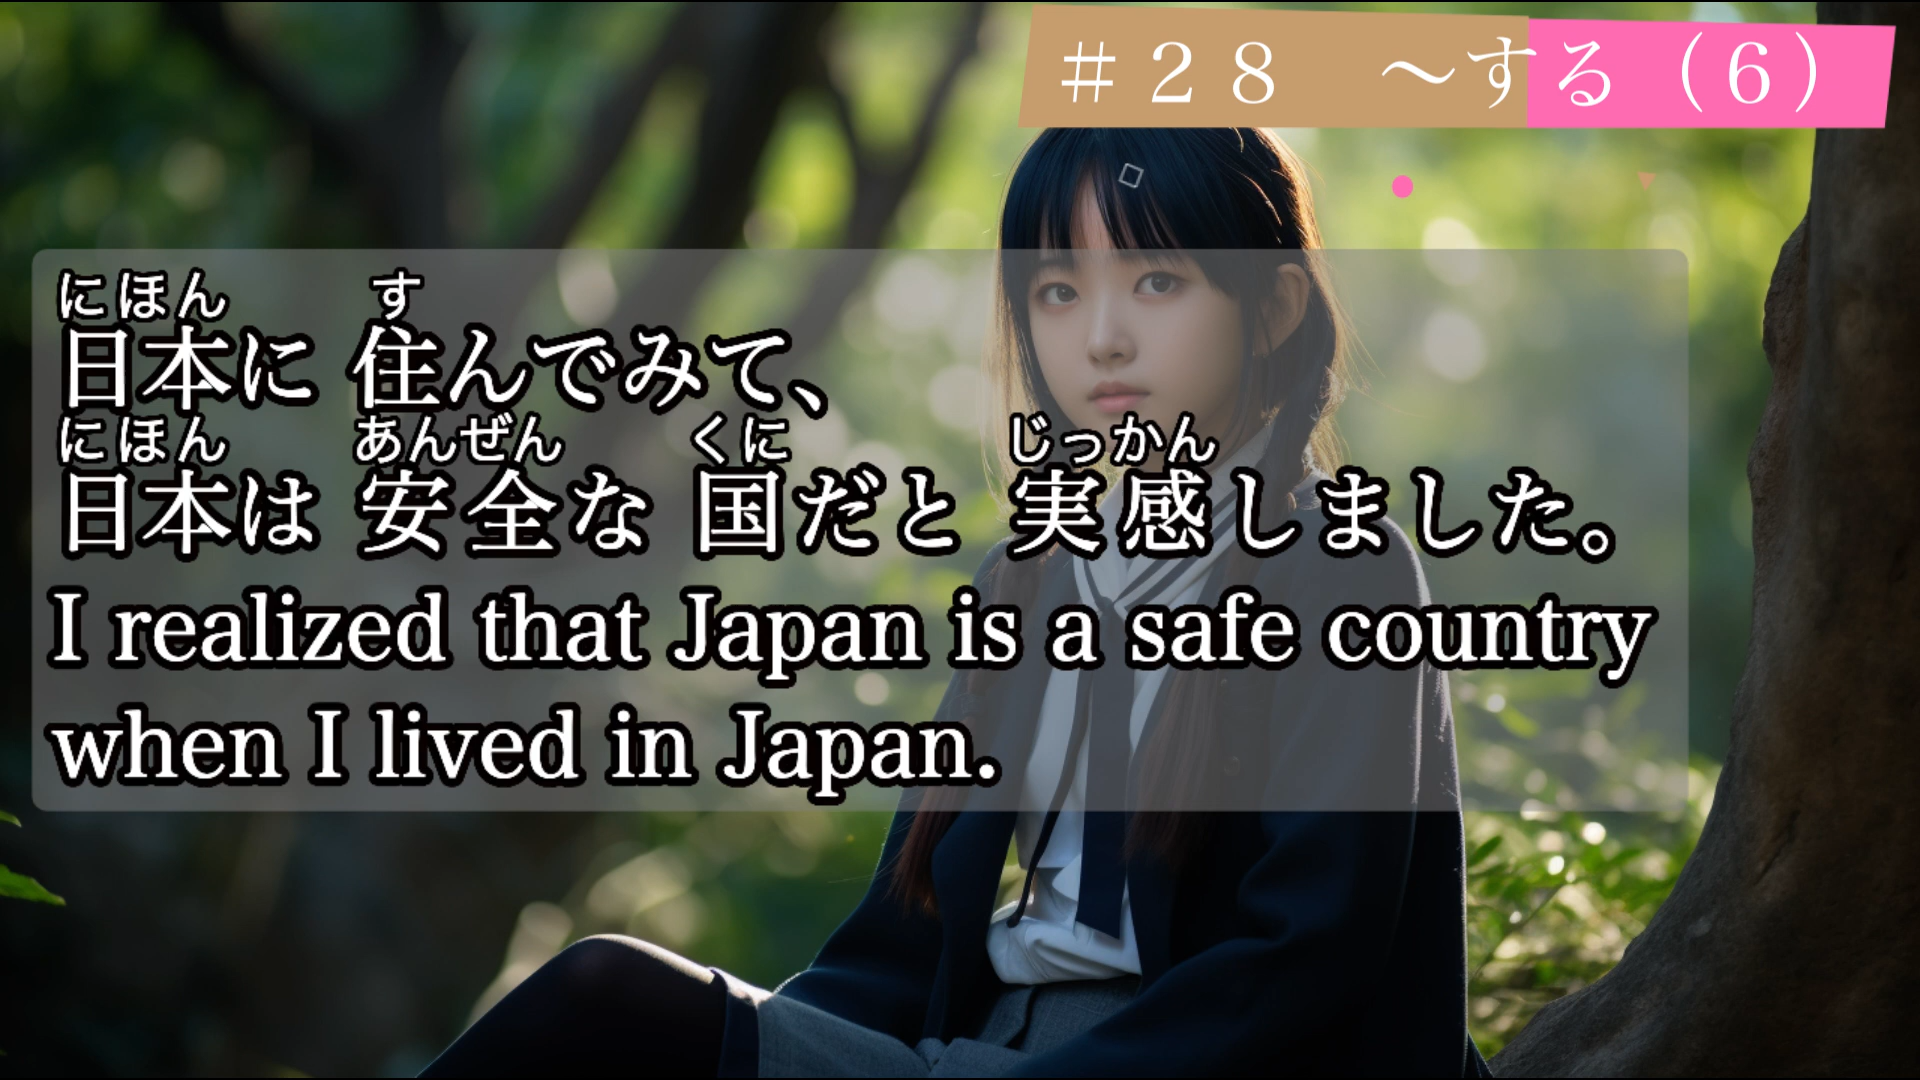 ＃２８　～する（６）
にほん　す
日本に 住んでみて、
にほん　あんぜん　くに　じっかん
日本は 安全な 国だと 実感しました。
I realized that Japan is a safe country
when I lived in Japan.